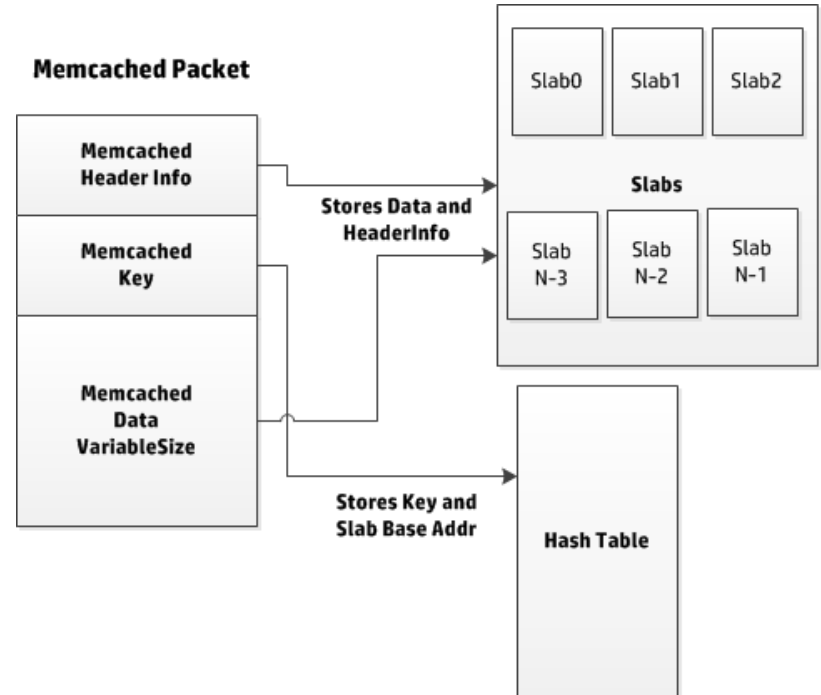 Memcached Packet
Memcached
Header Info
Memcached
Key
Memcached
Data
VariableSize
Stores Data and
HeaderInfo
Slab0
Slab1
Slab2
Slabs
Slab
N-3
Slab
N-2
Slab
N-1
Stores Key and
Slab Base Addr
Hash Table